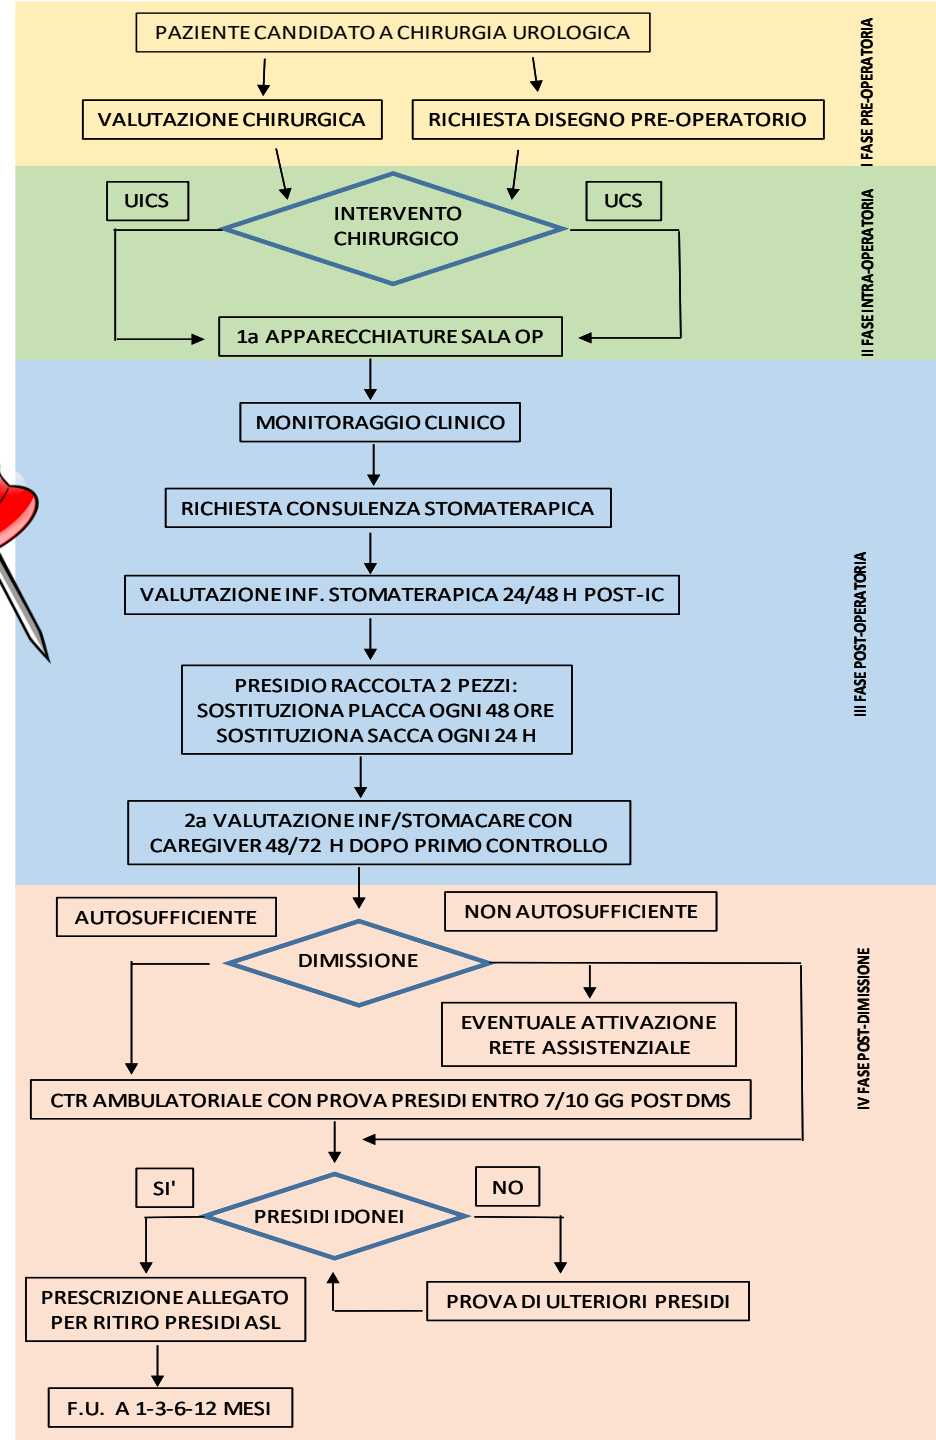 PAZIENTE CANDIDATO A CHIRURGIA UROLOGICA
VALUTAZIONE CHIRURGICA
RICHIESTA DISEGNO PRE-OPERATORIO
I FASE PRE-OPERATORIA
UICS
INTERVENTO
CHIRURGICO
UCS
1a APPARECCHIATURE SALA OP
II FASE INTRA-OPERATORIA
MONITORAGGIO CLINICO
RICHIESTA CONSULENZA STOMATERAPICA
VALUTAZIONE INF. STOMATERAPICA 24/48 H POST-IC
PRESIDIO RACCOLTA 2 PEZZI:
SOSTITUZIONA PLACCA OGNI 48 ORE
SOSTITUZIONA SACCA OGNI 24 H
2a VALUTAZIONE INF/STOMACARE CON
CAREGIVER 48/72 H DOPO PRIMO CONTROLLO
III FASE POST-OPERATORIA
AUTOSUFFICIENTE
NON AUTOSUFFICIENTE
DIMISSIONE
EVENTUALE ATTIVAZIONE
RETE ASSISTENZIALE
CTR AMBULATORIALE CON PROVA PRESIDI ENTRO 7/10 GG POST DMS
SI'
NO
PRESIDI IDONEI
PRESCRIZIONE ALLEGATO
PER RITIRO PRESIDI ASL
PROVA DI ULTERIORI PRESIDI
F.U. A 1-3-6-12 MESI
IV FASE POST-DIMISSIONE